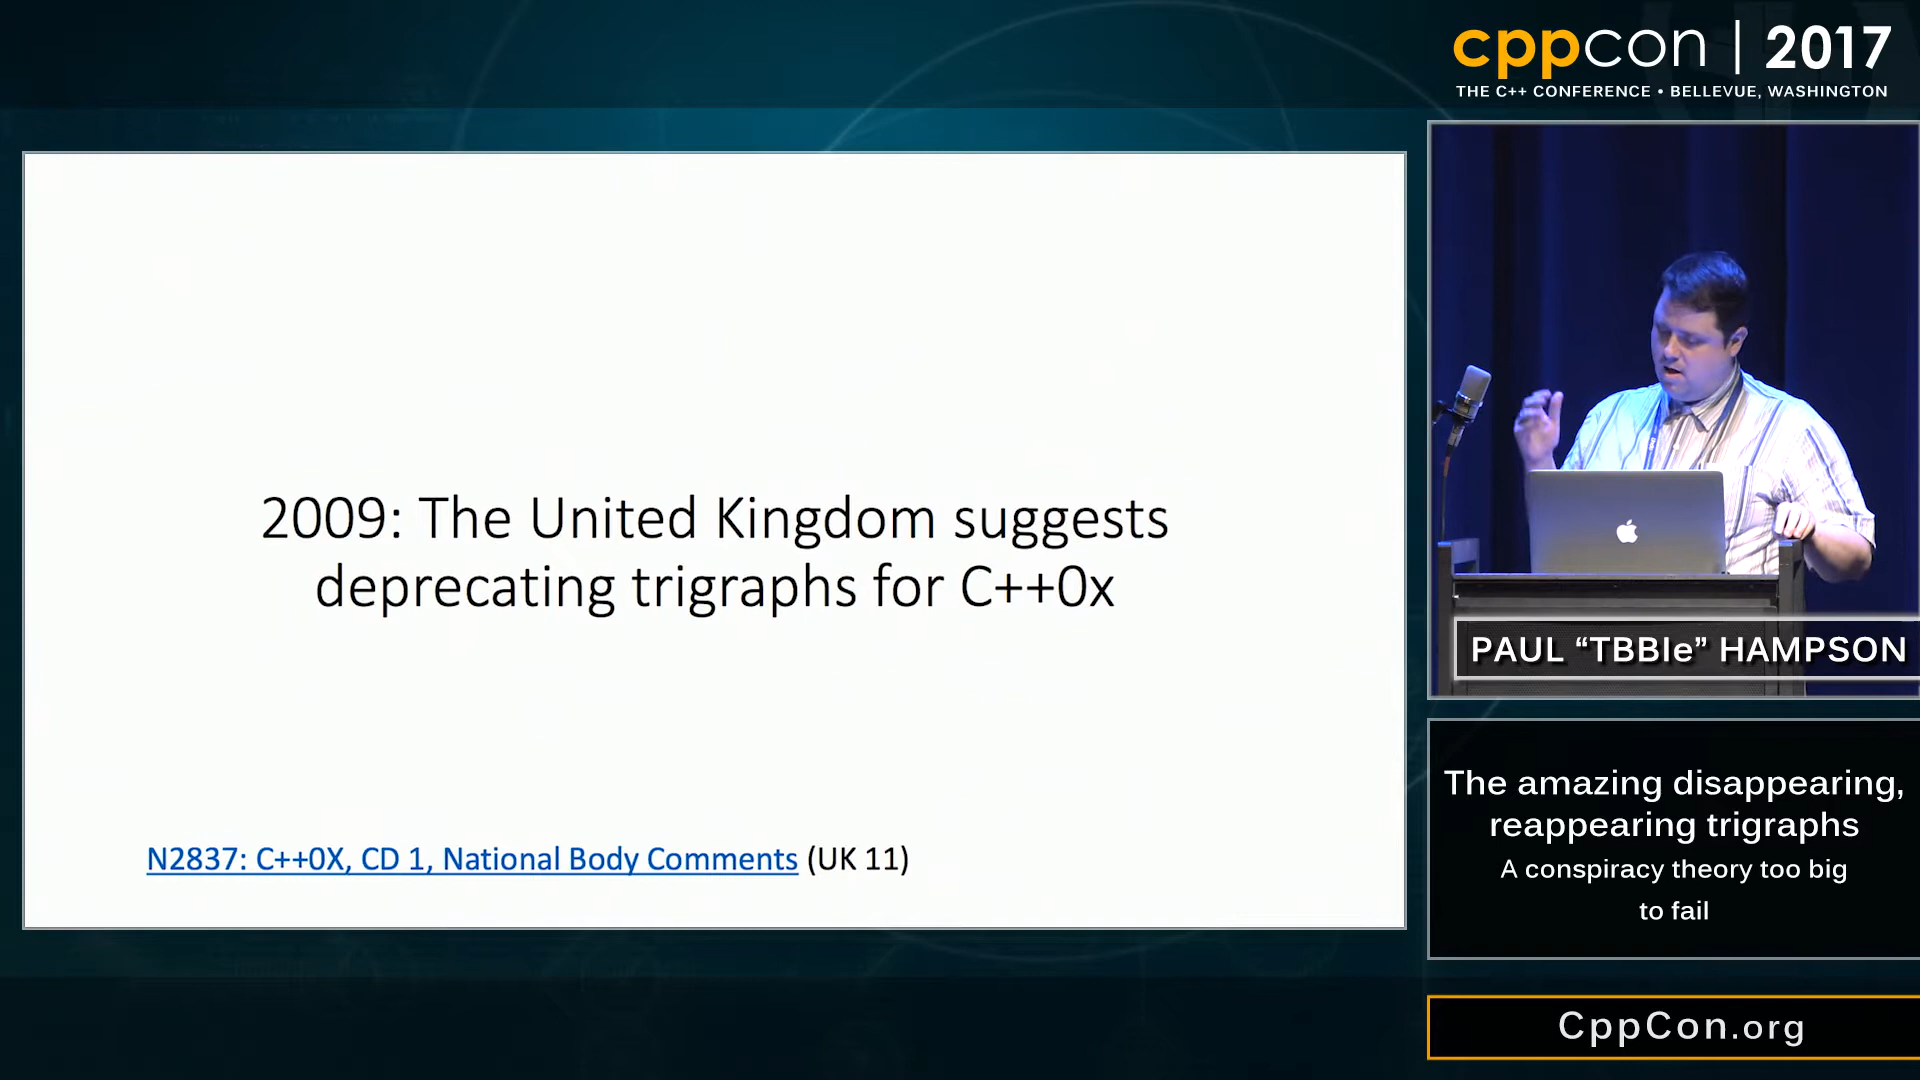 cppcon | 2017
THE C++ CONFERENCE • BELLEVUE, WASHINGTON
2009: The United Kingdom suggests
deprecating trigraphs for C++0x
N2837: C++0X, CD 1, National Body Comments (UK 11)
PAUL “TBBle” HAMPSON
The amazing disappearing,
reappearing trigraphs
A conspiracy theory too big
to fail
CppCon.org